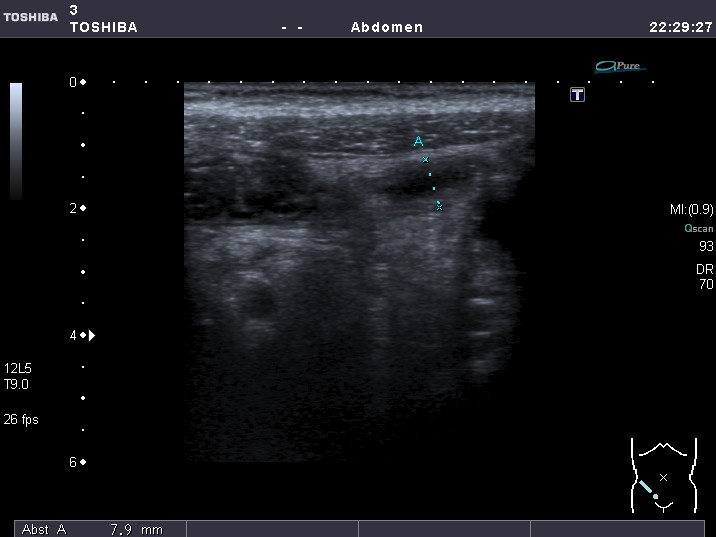 TOSHIBA
3
TOSHIBA - - Abdomen 22:29:27
APure
T
0
A
2
MI:(0.9)
Qscan
93
DR
70
4
12L5
T9.0
26 fps
6
Abst A 7.9 mm